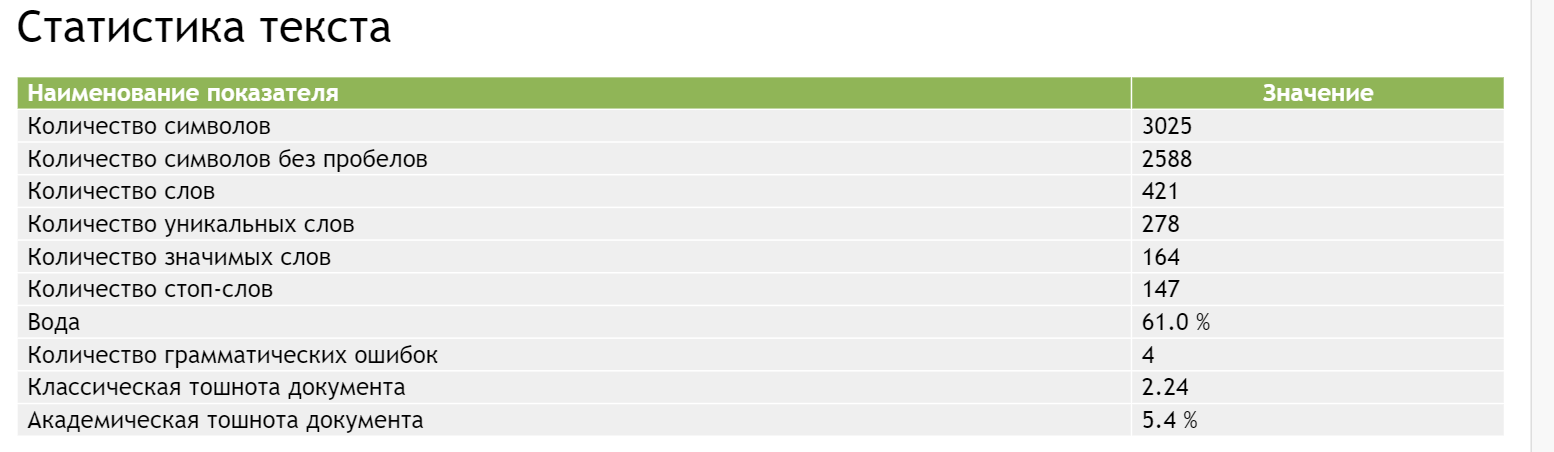 Статистика текста
Наименование показателя Значение
Количество символов 3025
Количество символов без пробелов 2588
Количество слов 421
Количество уникальных слов 278
Количество значимых слов 164
Количество стоп-слов 147
Вода 61.0 %
Количество грамматических ошибок 4
Классическая тошнота документа 2.24
Академическая тошнота документа 5.4 %